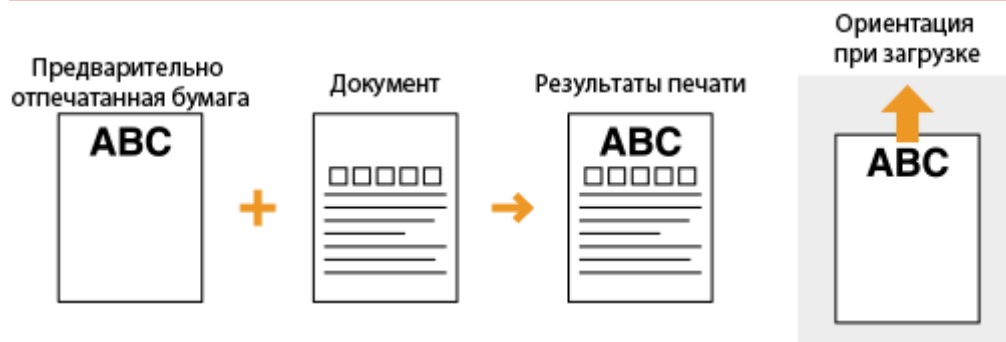 Предварительно
отпечатанная бумага
ABC
Документ
Результаты печати
ABC
Ориентация
при загрузке
ABC